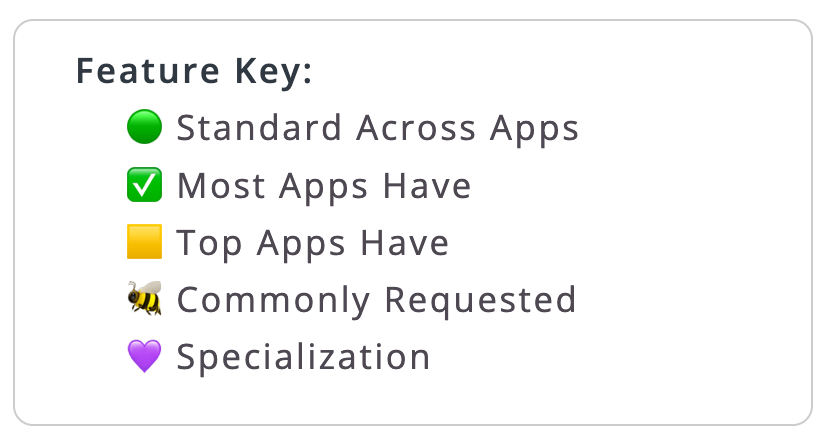 Feature Key:
🟢 Standard Across Apps
✅ Most Apps Have
🟨 Top Apps Have
🐝 Commonly Requested
💜 Specialization